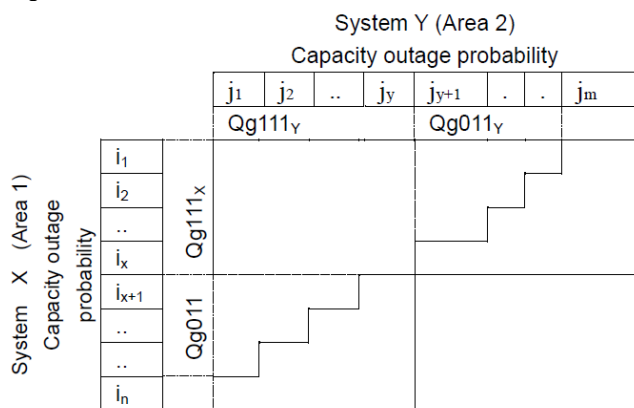 System Y (Area 2)
Capacity outage probability
j1 j2 .. jy jy+1 . . jm
Qg111Y Qg011Y
System X (Area 1)
Capacity outage
probability
i1
i2
..
ix
ix+1
..
..
in
Qg111X
Qg011